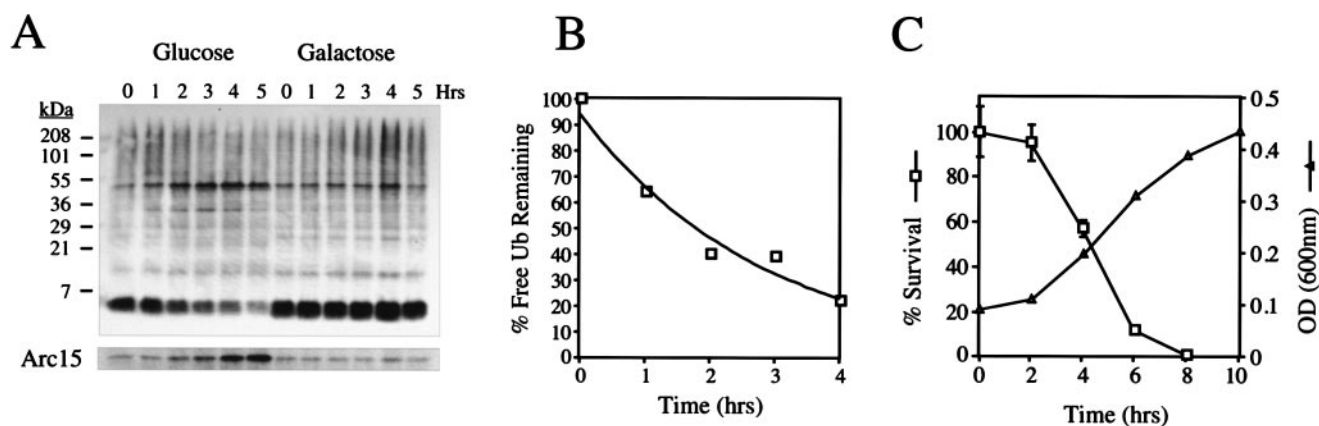 A
Glucose Galactose
0 1 2 3 4 5 0 1 2 3 4 5 Hrs
kDa
208
101
55
36
29
21
7
Arc15
B
% Free Ub Remaining
100
90
80
70
60
50
40
30
20
10
0
0 1 2 3 4
Time (hrs)
C
% Survival
100
80
60
40
20
0
0.5
0.4
0.3
0.2
0.1
0
OD (600nm)
0 2 4 6 8 10
Time (hrs)